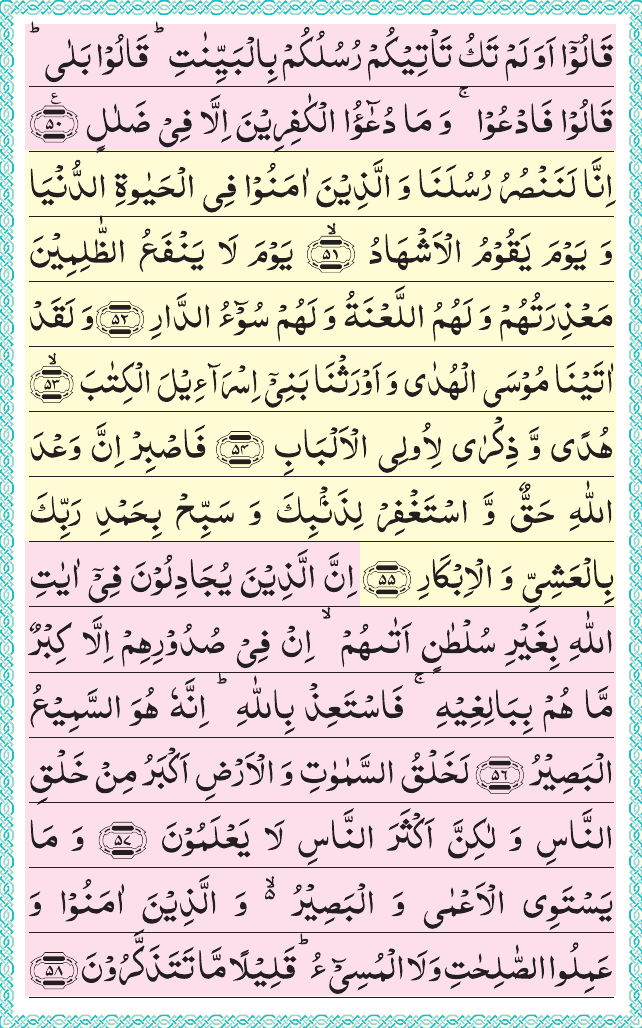 قَالُوۡۤا اَوَلَمۡ تَكُ تَاۡتِيۡكُمۡ رُسُلُكُمۡ بِالۡبَيِّنٰتِ ؕ قَالُوۡا بَلٰى ؕ
قَالُوۡا فَادۡعُوۡا ۚ وَ مَا دُعٰٓؤُا الۡكٰفِرِيۡنَ اِلَّا فِىۡ ضَلٰلٍ ﴿۵۰﴾ ع
اِنَّا لَنَنۡصُرُ رُسُلَنَا وَ الَّذِيۡنَ اٰمَنُوۡا فِى الۡحَيٰوةِ الدُّنۡيَا
وَ يَوۡمَ يَقُوۡمُ الۡاَشۡهَادُ ﴿۵۱﴾ ۙ يَوۡمَ لَا يَنۡفَعُ الظّٰلِمِيۡنَ
مَعۡذِرَتُهُمۡ وَ لَهُمُ اللَّعۡنَةُ وَ لَهُمۡ سُوۡٓءُ الدَّارِ ﴿۵۲﴾ وَ لَقَدۡ
اٰتَيۡنَا مُوۡسَى الۡهُدٰى وَ اَوۡرَثۡنَا بَنِىۡۤ اِسۡرَآءِيۡلَ الۡكِتٰبَ ﴿۵۳﴾ ۙ
هُدًى وَّ ذِكۡرٰى لِاُولِى الۡاَلۡبَابِ ﴿۵۴﴾ فَاصۡبِرۡ اِنَّ وَعۡدَ
اللّٰهِ حَقٌّ وَّ اسۡتَغۡفِرۡ لِذَنۡۢبِكَ وَ سَبِّحۡ بِحَمۡدِ رَبِّكَ
بِالۡعَشِىِّ وَ الۡاِبۡكَارِ ﴿۵۵﴾ اِنَّ الَّذِيۡنَ يُجَادِلُوۡنَ فِىۡۤ اٰيٰتِ
اللّٰهِ بِغَيۡرِ سُلۡطٰنٍ اَتٰٮهُمۡ ۙ اِنۡ فِىۡ صُدُوۡرِهِمۡ اِلَّا كِبۡرٌ
مَّا هُمۡ بِبَالِغِيۡهِ ۚ فَاسۡتَعِذۡ بِاللّٰهِ ؕ اِنَّهٗ هُوَ السَّمِيۡعُ
الۡبَصِيۡرُ ﴿۵۶﴾ لَخَلۡقُ السَّمٰوٰتِ وَ الۡاَرۡضِ اَكۡبَرُ مِنۡ خَلۡقِ
النَّاسِ وَ لٰكِنَّ اَكۡثَرَ النَّاسِ لَا يَعۡلَمُوۡنَ ﴿۵۷﴾ وَ مَا
يَسۡتَوِى الۡاَعۡمٰى وَ الۡبَصِيۡرُ ۙ وَ الَّذِيۡنَ اٰمَنُوۡا وَ
عَمِلُوا الصّٰلِحٰتِ وَ لَا الۡمُسِىۡٓءُ ؕ قَلِيۡلًا مَّا تَتَذَكَّرُوۡنَ ﴿۵۸﴾